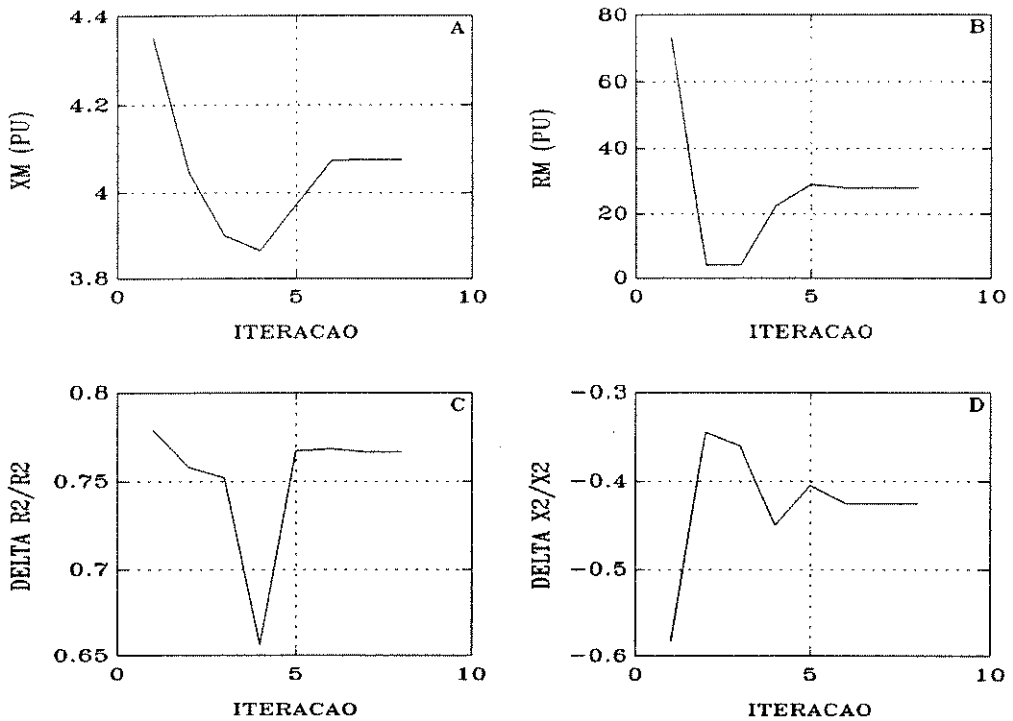 4.4
A
4.2
4
3.8
XM (PU)
0
5
10
ITERACAO
80
B
60
40
20
0
RM (PU)
0
5
10
ITERACAO
0.8
C
0.75
0.7
0.65
DELTA R2/R2
0
5
10
ITERACAO
−0.3
D
−0.4
−0.5
−0.6
DELTA X2/X2
0
5
10
ITERACAO